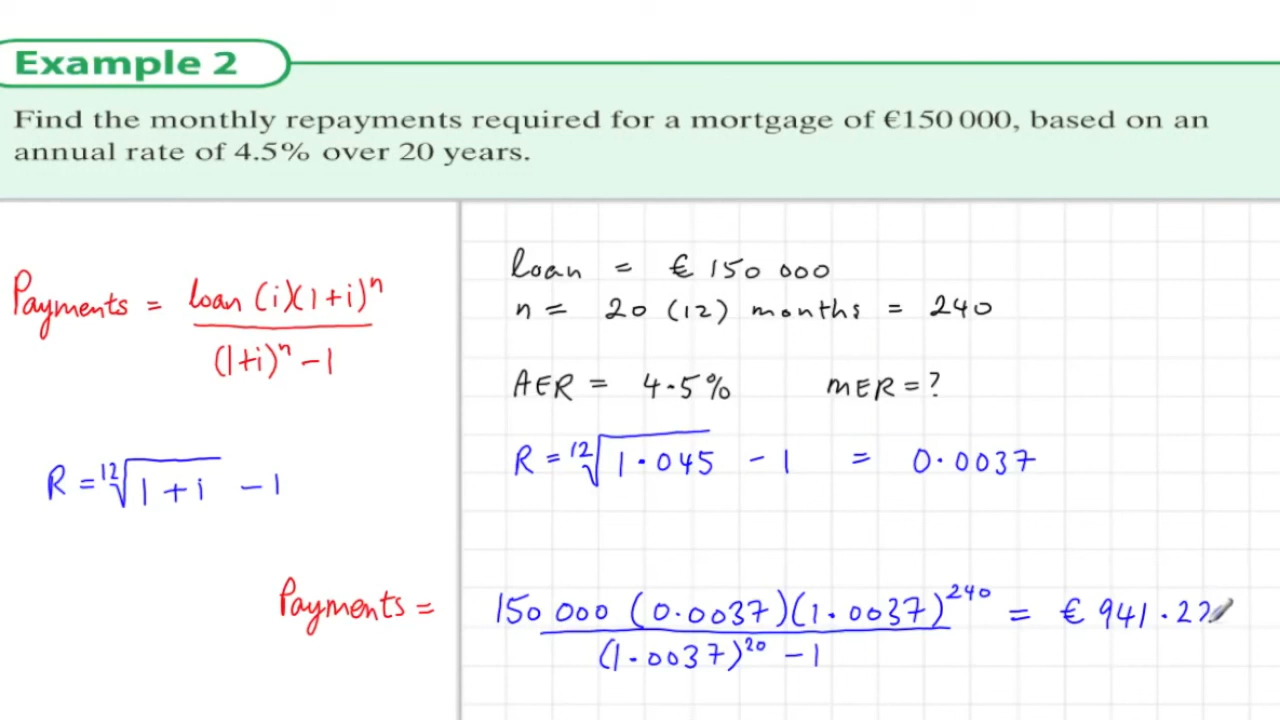 Example 2
Find the monthly repayments required for a mortgage of €150 000, based on an
annual rate of 4.5% over 20 years.
Payments = loan (i)(1+i)^n
(1+i)^n - 1
R = 12√1 + i - 1
loan = € 150 000
n = 20 (12) months = 240
AER = 4.5% MER = ?
R = 12√1.045 - 1 = 0.0037
Payments = 150 000 (0.0037)(1.0037)^240 = € 941.22
(1.0037)^20 - 1